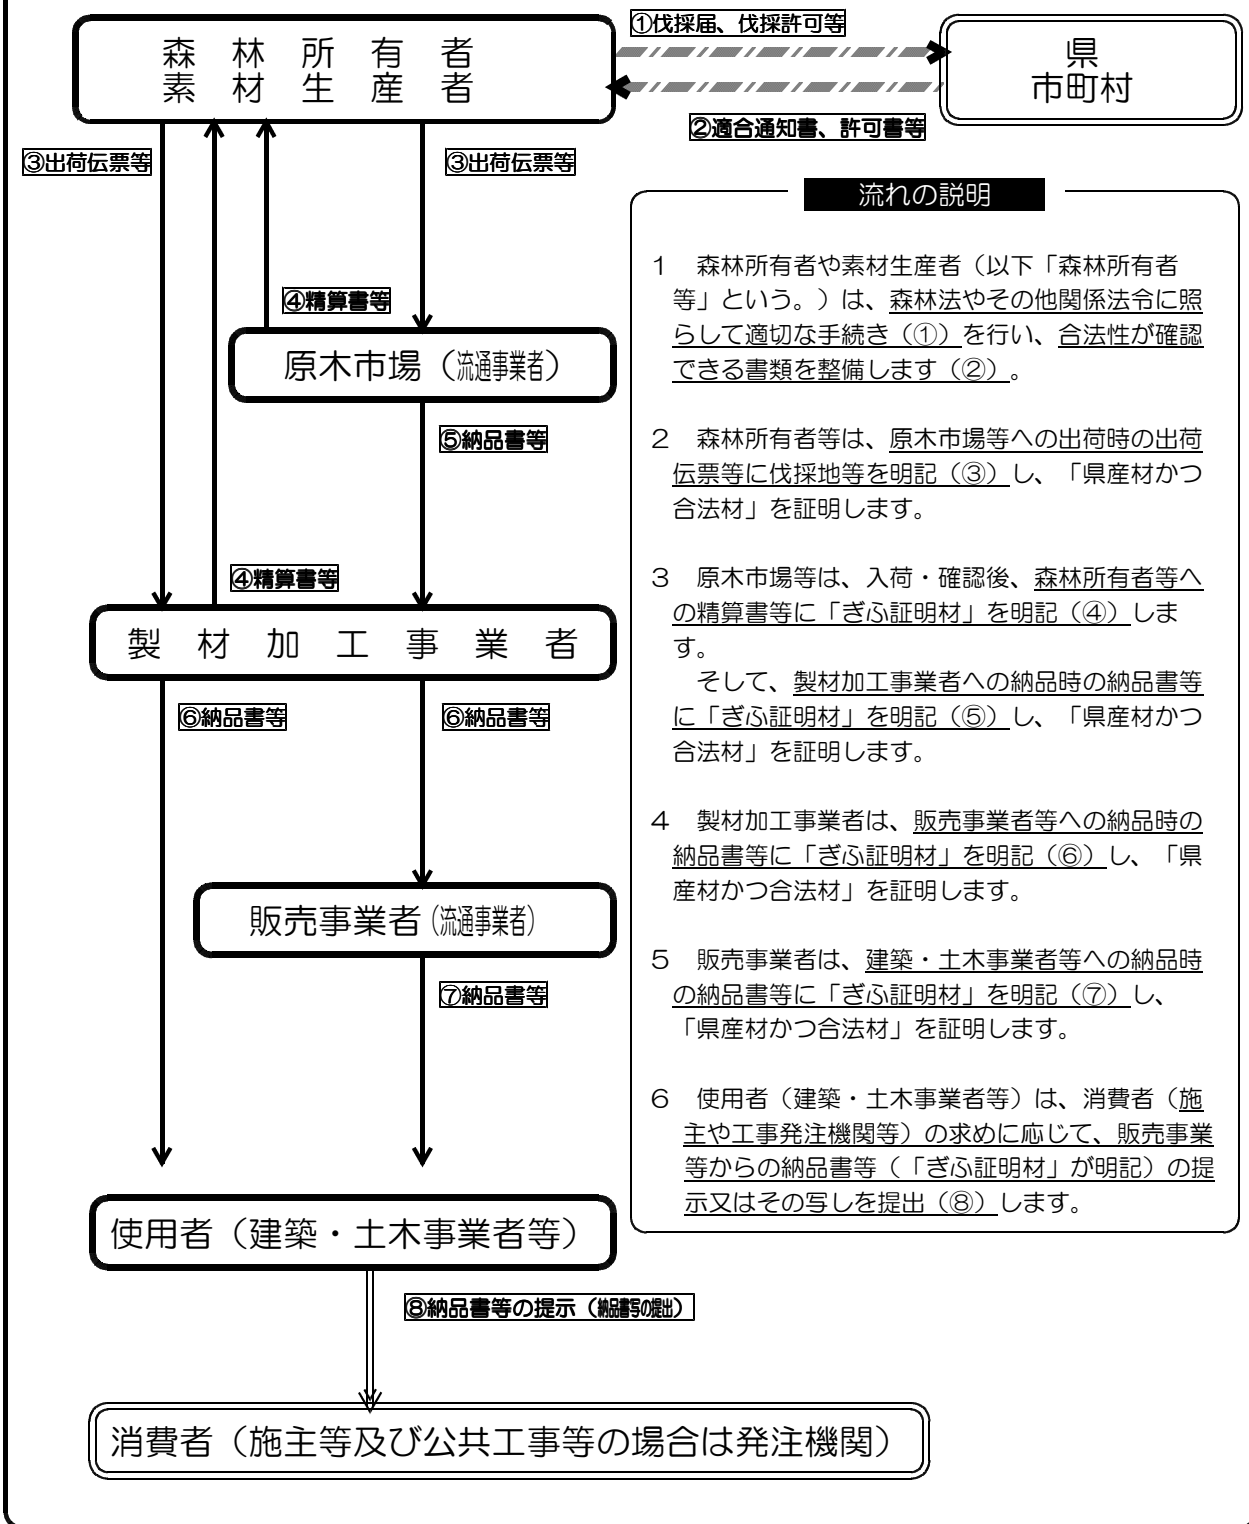 ①伐採届、伐採許可等
森林所有者
素材生産者
県
市町村
②適合通知書、許可書等
③出荷伝票等
③出荷伝票等
④精算書等
原木市場（流通事業者）
⑤納品書等
④精算書等
製材加工事業者
⑥納品書等
⑥納品書等
販売事業者(流通事業者)
⑦納品書等
使用者（建築・土木事業者等）
⑧納品書等の提示（納品書写の提出）
消費者（施主等及び公共工事等の場合は発注機関）
流れの説明
１　森林所有者や素材生産者（以下「森林所有者
等」という。）は、森林法やその他関係法令に照
らして適切な手続き（①）を行い、合法性が確認
できる書類を整備します（②）。
２　森林所有者等は、原木市場等への出荷時の出荷
伝票等に伐採地等を明記（③）し、「県産材かつ
合法材」を証明します。
３　原木市場等は、入荷・確認後、森林所有者等へ
の精算書等に「ぎふ証明材」を明記（④）しま
す。
そして、製材加工事業者への納品時の納品書等
に「ぎふ証明材」を明記（⑤）し、「県産材かつ
合法材」を証明します。
４　製材加工事業者は、販売事業者等への納品時の
納品書等に「ぎふ証明材」を明記（⑥）し、「県
産材かつ合法材」を証明します。
５　販売事業者は、建築・土木事業者等への納品時
の納品書等に「ぎふ証明材」を明記（⑦）し、
「県産材かつ合法材」を証明します。
６　使用者（建築・土木事業者等）は、消費者（施
主や工事発注機関等）の求めに応じて、販売事業
等からの納品書等（「ぎふ証明材」が明記）の提
示又はその写しを提出（⑧）します。